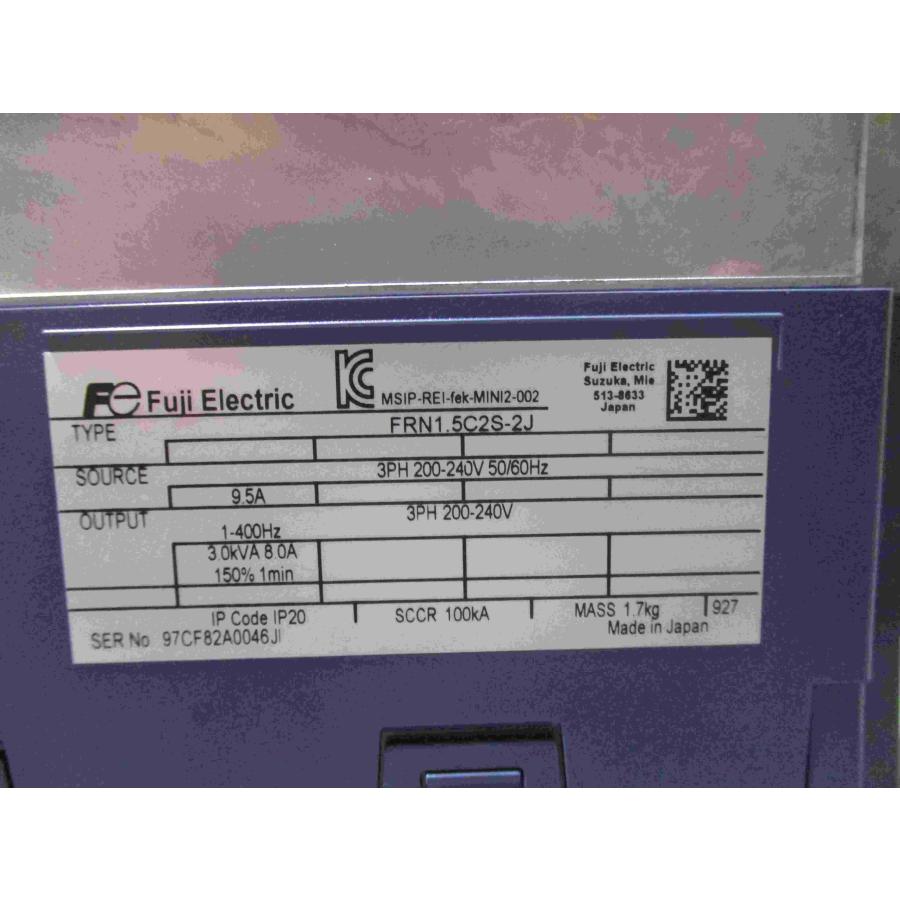 Fe Fuji Electric
MSIP-REI-fek-MINI2-002
Fuji Electric
Suzuka, Mie
513-8633
Japan
TYPE FRN1.5C2S-2J
SOURCE 3PH 200-240V 50/60Hz
9.5A
OUTPUT 3PH 200-240V
1-400Hz
3.0kVA 8.0A
150% 1min
IP Code IP20 SCCR 100kA MASS 1.7kg 927
SER No 97CF82A0046JI Made in Japan